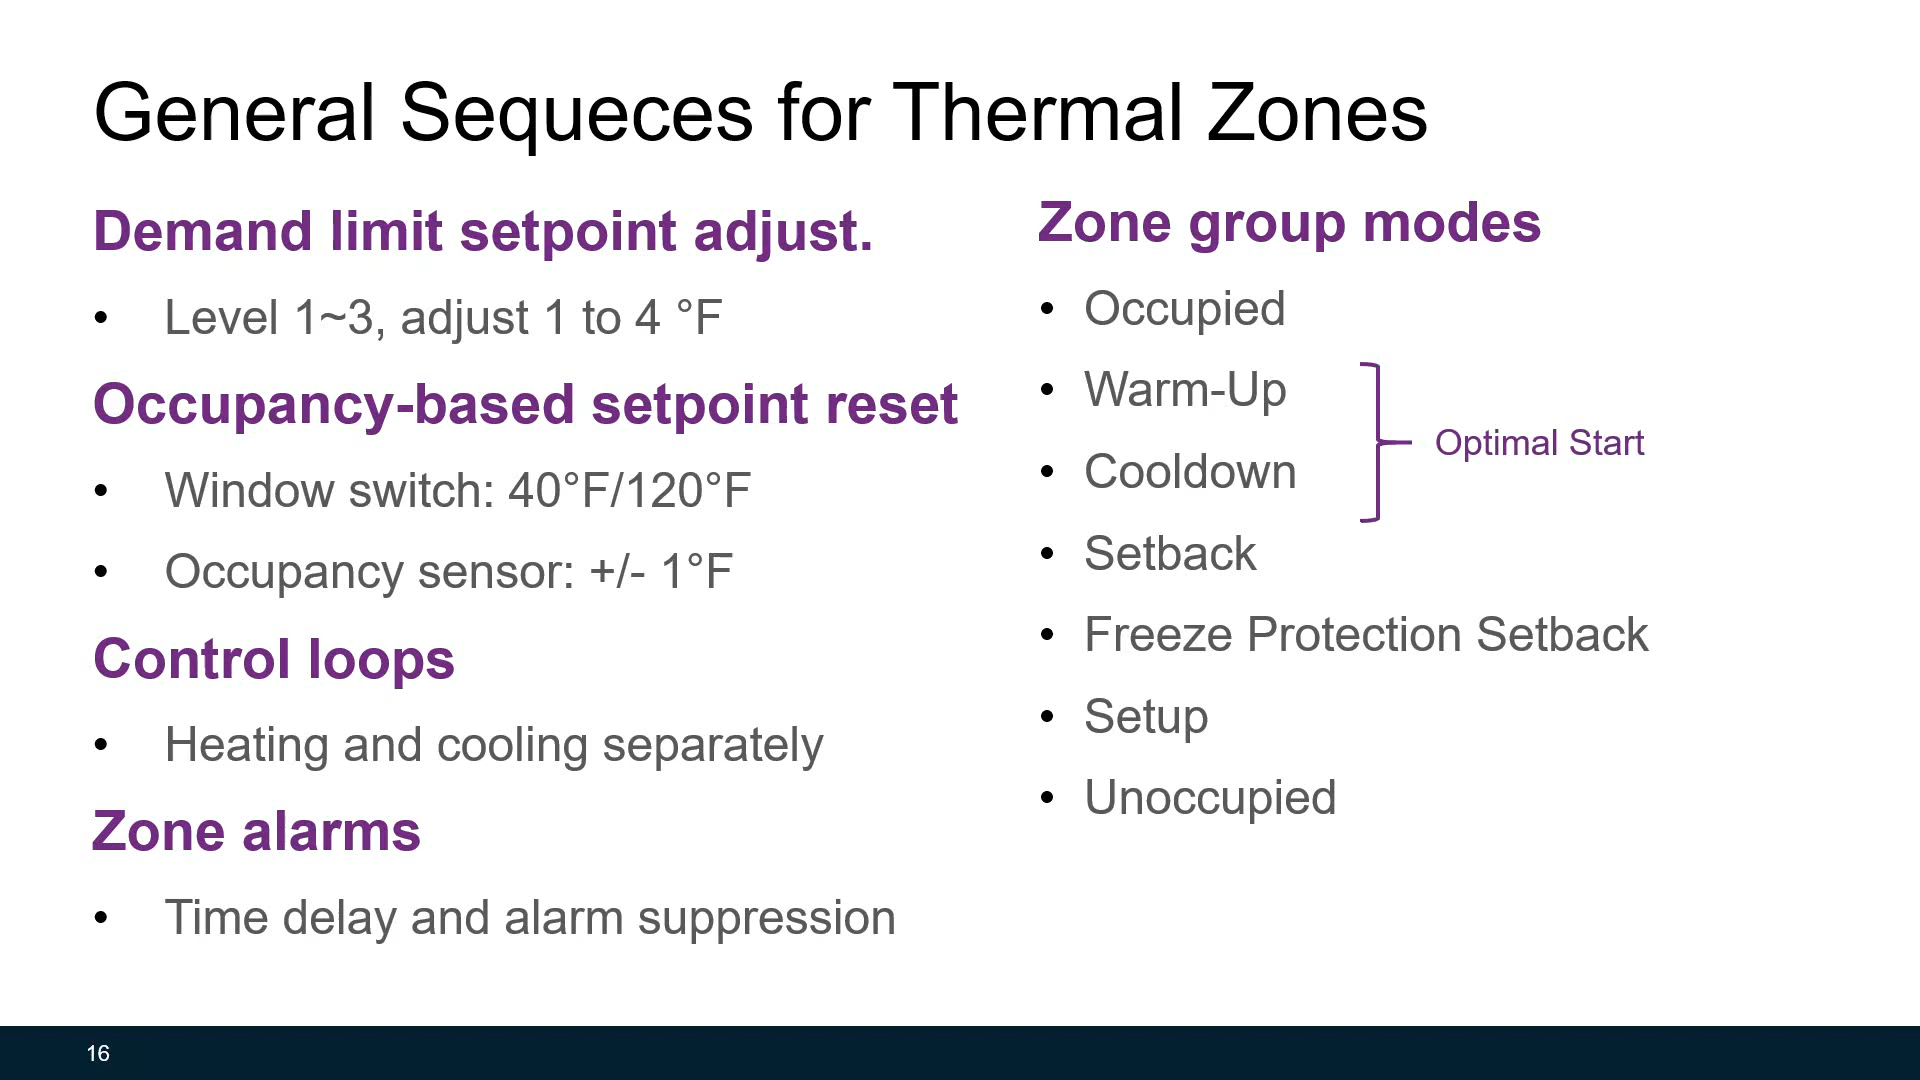 General Sequeces for Thermal Zones
Demand limit setpoint adjust.
• Level 1~3, adjust 1 to 4 °F
Occupancy-based setpoint reset
• Window switch: 40°F/120°F
• Occupancy sensor: +/- 1°F
Control loops
• Heating and cooling separately
Zone alarms
• Time delay and alarm suppression
Zone group modes
• Occupied
• Warm-Up
• Cooldown
Optimal Start
• Setback
• Freeze Protection Setback
• Setup
• Unoccupied
16